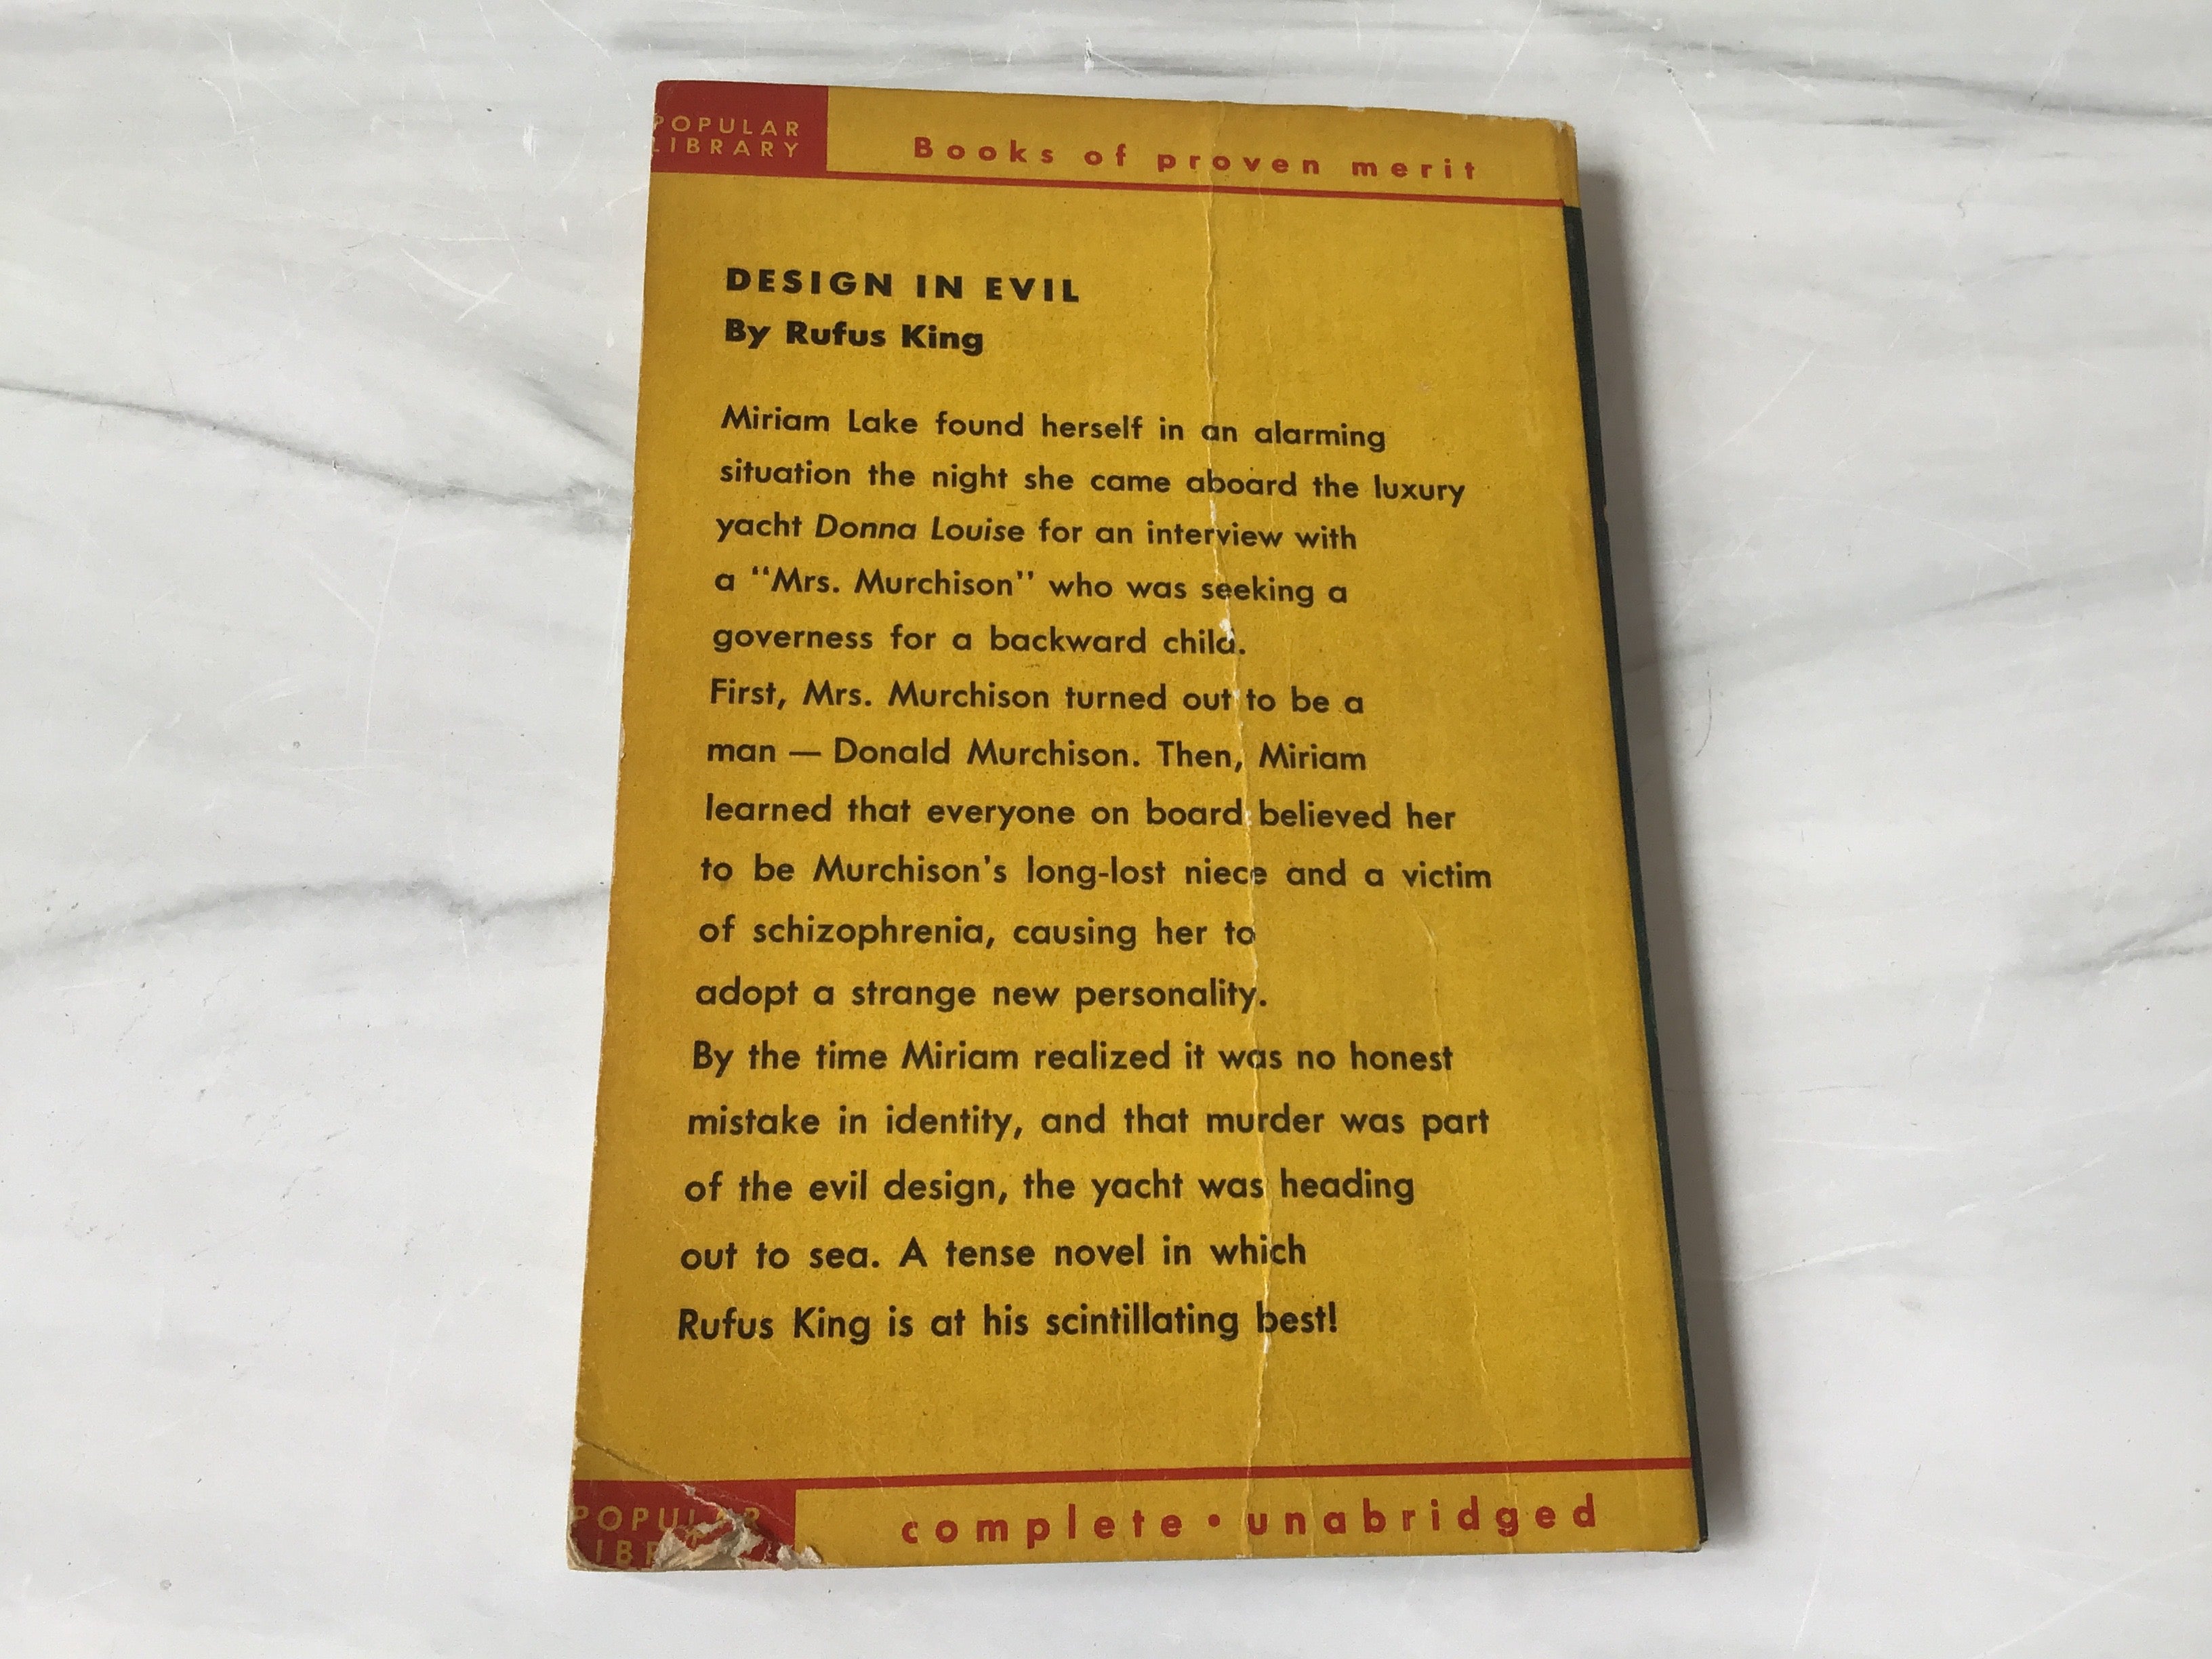 POPULAR
LIBRARY
Books of proven merit
DESIGN IN EVIL
By Rufus King
Miriam Lake found herself in an alarming
situation the night she came aboard the luxury
yacht Donna Louise for an interview with
a “Mrs. Murchison” who was seeking a
governess for a backward child.
First, Mrs. Murchison turned out to be a
man — Donald Murchison. Then, Miriam
learned that everyone on board believed her
to be Murchison's long-lost niece and a victim
of schizophrenia, causing her to
adopt a strange new personality.
By the time Miriam realized it was no honest
mistake in identity, and that murder was part
of the evil design, the yacht was heading
out to sea. A tense novel in which
Rufus King is at his scintillating best!
POPULAR
complete • unabridged